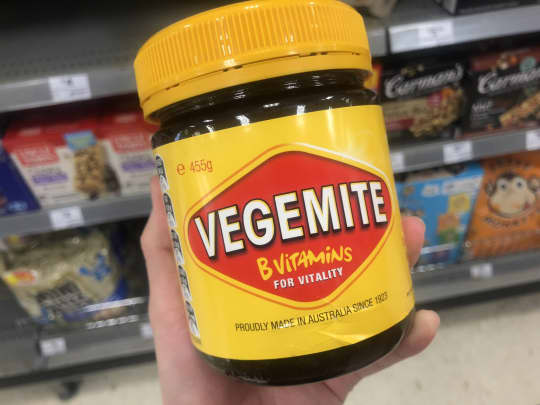 Carman's
Carman's
℮ 455g
VEGEMITE
B VITAMINS
FOR VITALITY
PROUDLY MADE IN AUSTRALIA SINCE 1923